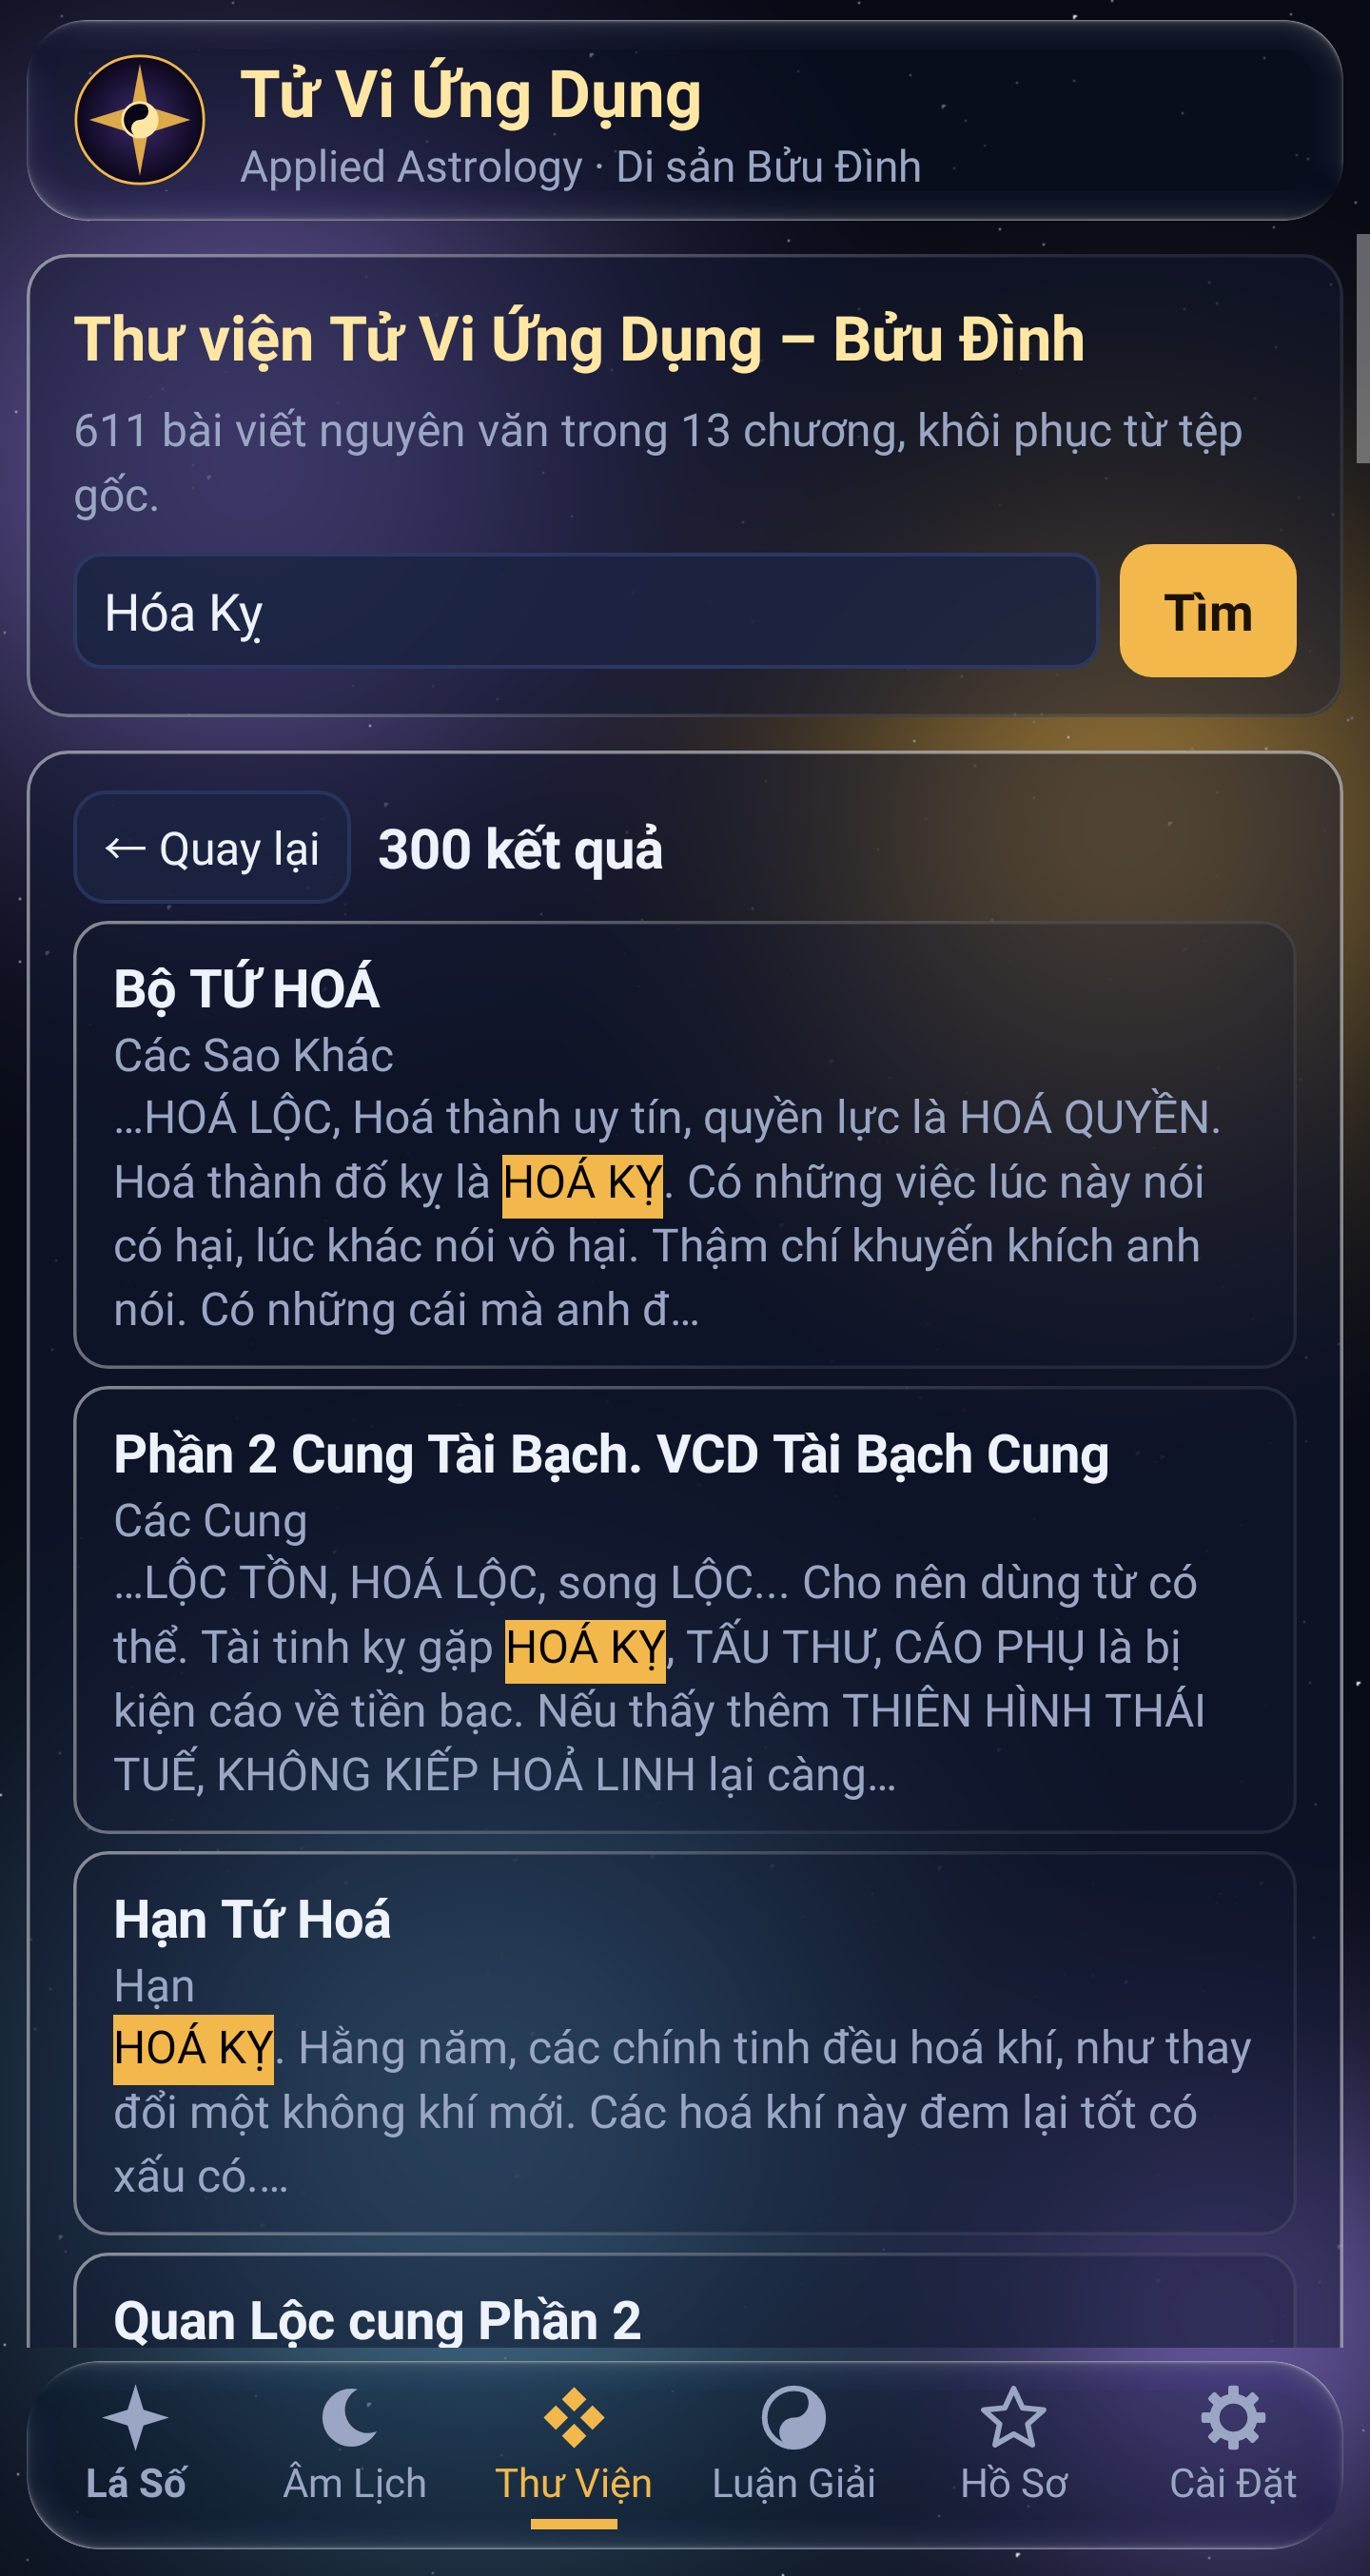 Tử Vi Ứng Dụng
Applied Astrology · Di sản Bửu Đình
Thư viện Tử Vi Ứng Dụng – Bửu Đình
611 bài viết nguyên văn trong 13 chương, khôi phục từ tệp
gốc.
Hóa Kỵ
Tìm
← Quay lại
300 kết quả
Bộ TỨ HOÁ
Các Sao Khác
…HOÁ LỘC, Hoá thành uy tín, quyền lực là HOÁ QUYỀN.
Hoá thành đố kỵ là HOÁ KỴ. Có những việc lúc này nói
có hại, lúc khác nói vô hại. Thậm chí khuyến khích anh
nói. Có những cái mà anh đ…
Phần 2 Cung Tài Bạch. VCD Tài Bạch Cung
Các Cung
…LỘC TỒN, HOÁ LỘC, song LỘC... Cho nên dùng từ có
thể. Tài tinh kỵ gặp HOÁ KỴ, TẤU THƯ, CÁO PHỤ là bị
kiện cáo về tiền bạc. Nếu thấy thêm THIÊN HÌNH THÁI
TUẾ, KHÔNG KIẾP HOẢ LINH lại càng…
Hạn Tứ Hoá
Hạn
HOÁ KỴ. Hằng năm, các chính tinh đều hoá khí, như thay
đổi một không khí mới. Các hoá khí này đem lại tốt có
xấu có.…
Quan Lộc cung Phần 2
Lá Số
Âm Lịch
Thư Viện
Luận Giải
Hồ Sơ
Cài Đặt